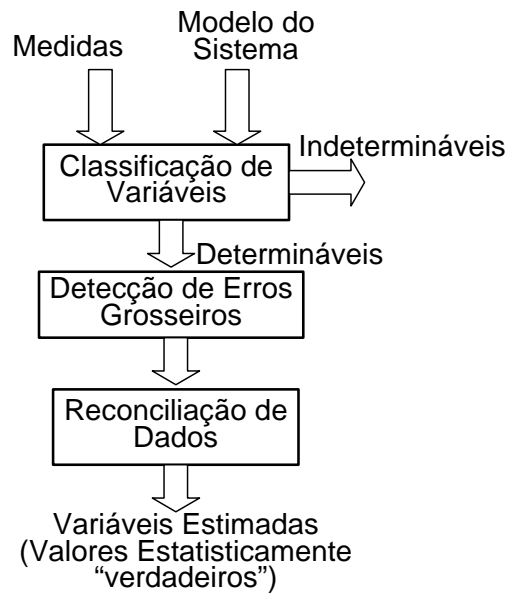 Medidas
Modelo do
Sistema
Classificação de
Variáveis
Indetermináveis
Determináveis
Detecção de Erros
Grosseiros
Reconciliação de
Dados
Variáveis Estimadas
(Valores Estatisticamente
“verdadeiros”)